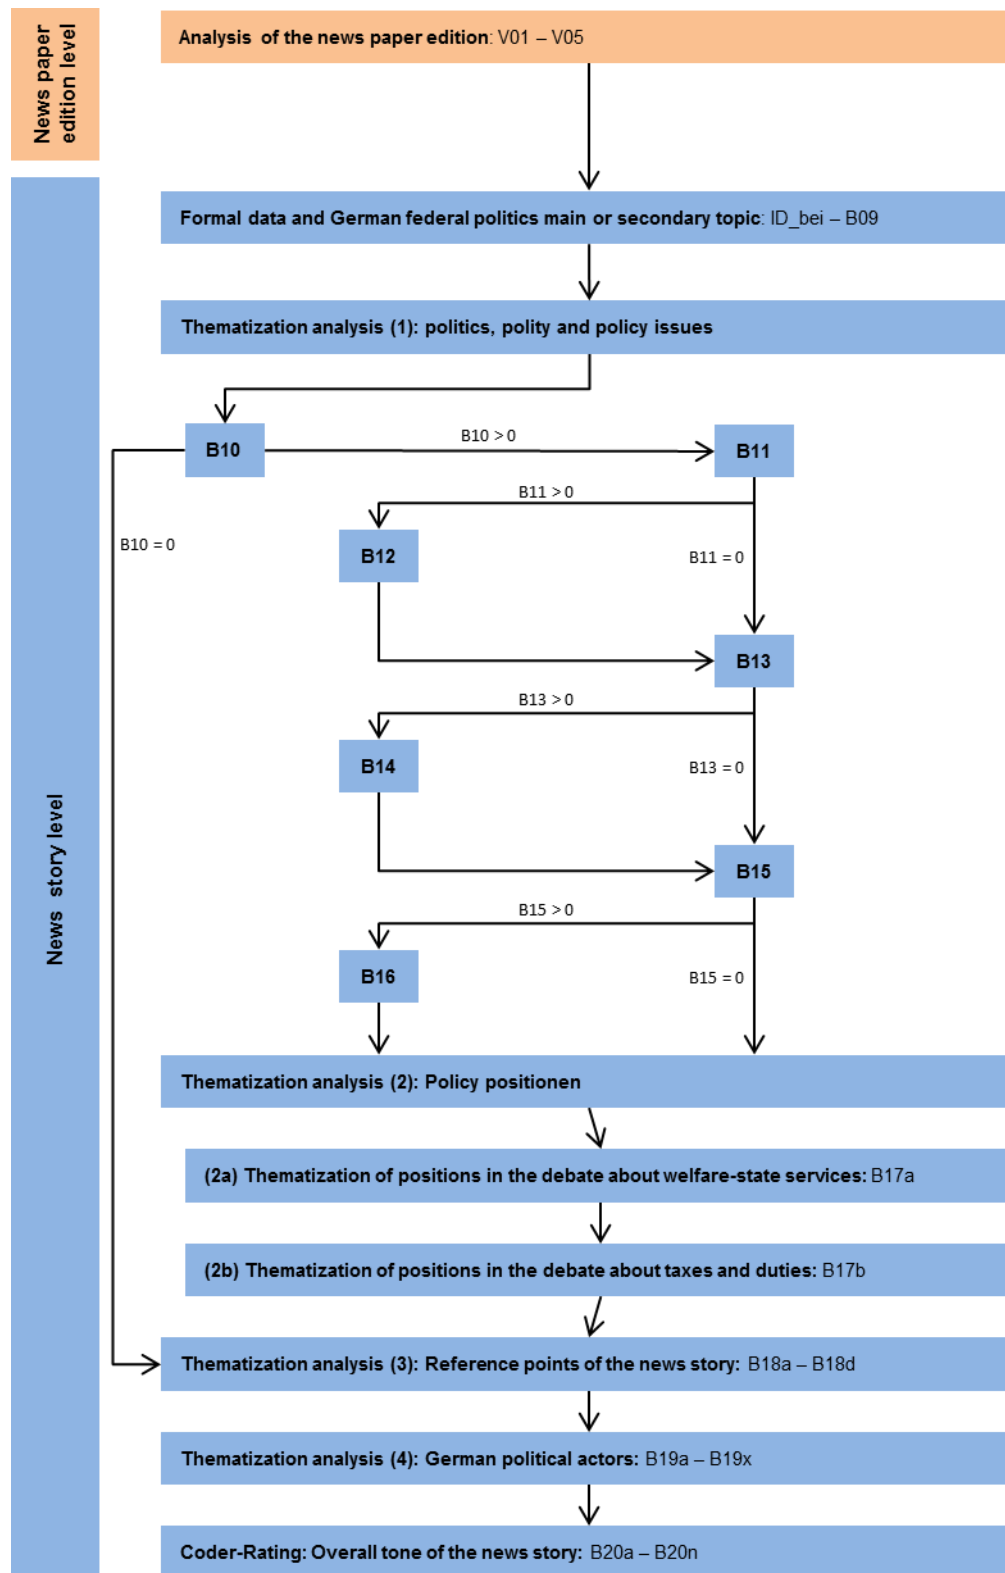 News paper
edition level
Analysis of the news paper edition: V01 – V05
News story level
Formal data and German federal politics main or secondary topic: ID_bei – B09
Thematization analysis (1): politics, polity and policy issues
B10
B10 > 0
B11
B10 = 0
B11 > 0
B12
B11 = 0
B13
B13 > 0
B14
B13 = 0
B15
B15 > 0
B16
B15 = 0
Thematization analysis (2): Policy positionen
(2a) Thematization of positions in the debate about welfare-state services: B17a
(2b) Thematization of positions in the debate about taxes and duties: B17b
Thematization analysis (3): Reference points of the news story: B18a – B18d
Thematization analysis (4): German political actors: B19a – B19x
Coder-Rating: Overall tone of the news story: B20a – B20n